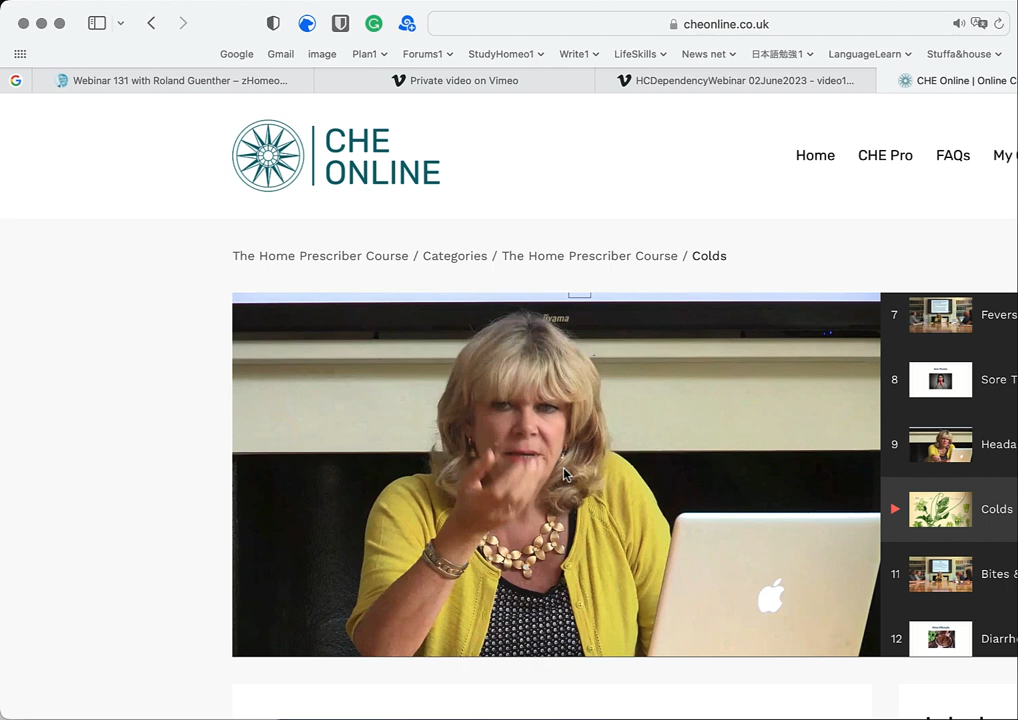 cheonline.co.uk
Google Gmail image Plan1 Forums1 StudyHomeo1 Write1 LifeSkills News net 日本語勉強1 LanguageLearn Stuffa&house
Webinar 131 with Roland Guenther – zHomeo...
Private video on Vimeo
HCDependencyWebinar 02June2023 - video1...
CHE Online | Online C
CHE
ONLINE
Home CHE Pro FAQs My
The Home Prescriber Course / Categories / The Home Prescriber Course / Colds
iiyama
7 Fevers
8 Sore T
9 Heada
Colds
11 Bites &
12 Diarrh